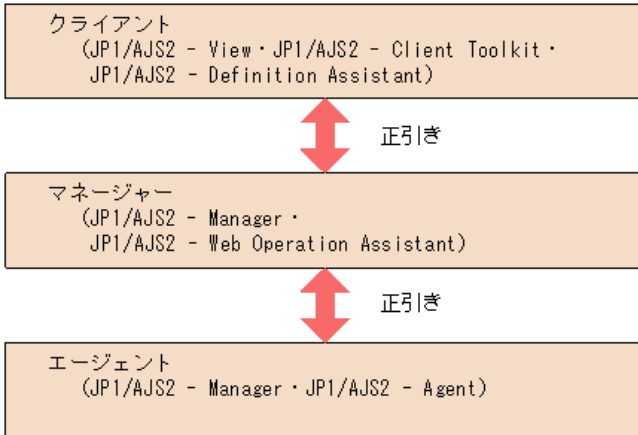 クライアント
(JP1/AJS2 - View・JP1/AJS2 - Client Toolkit・
JP1/AJS2 - Definition Assistant)
正引き
マネージャー
(JP1/AJS2 - Manager・
JP1/AJS2 - Web Operation Assistant)
正引き
エージェント
(JP1/AJS2 - Manager・JP1/AJS2 - Agent)